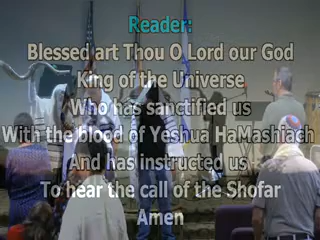 Reader:
Blessed art Thou O Lord our God
King of the Universe
Who has sanctified us
With the blood of Yeshua HaMashiach
And has instructed us
To hear the call of the Shofar
Amen